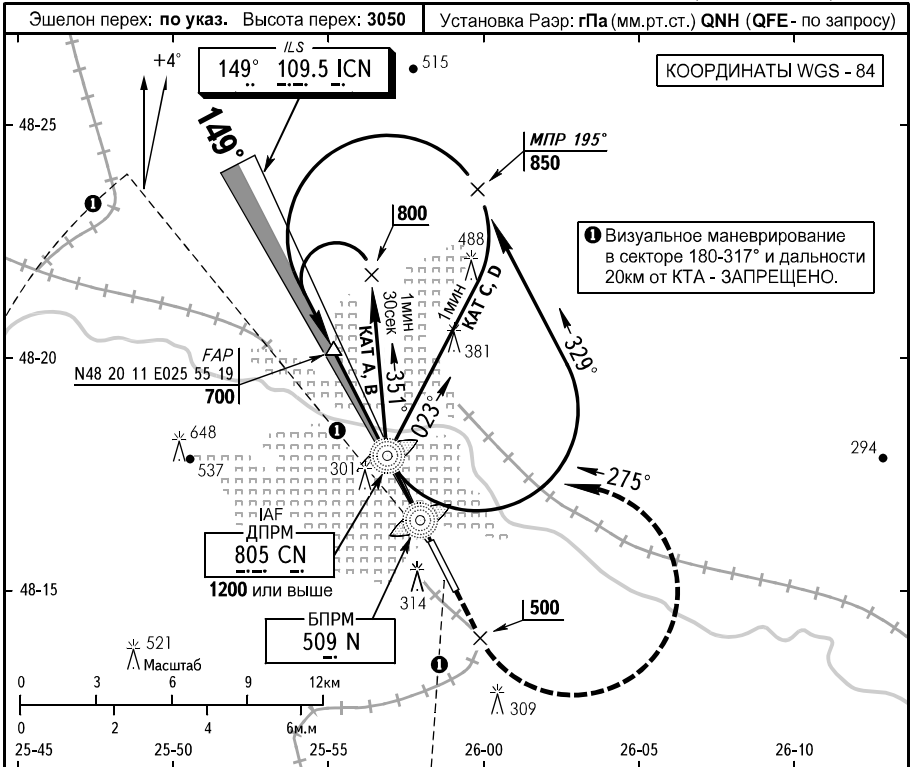 Эшелон перех: по указ. Высота перех: 3050
Установка Раэр: гПа (мм.рт.ст.) QNH (QFE - по запросу)
+4°
ILS
149° 109.5 ICN
515
КООРДИНАТЫ WGS - 84
48-25
149°
МПР 195°
850
1
800
488
1 Визуальное маневрирование
в секторе 180-317° и дальности
20км от КТА - ЗАПРЕЩЕНО.
1мин
30сек
КАТ A, B
351°
1мин
КАТ C, D
023°
381
329°
48-20
FAP
N48 20 11 E025 55 19
700
1
648
537
301
294
275°
IAF
ДПРМ
805 CN
1200 или выше
48-15
314
БПРМ
509 N
500
521
1
309
Масштаб
0 3 6 9 12км
0 2 4 6м.м
25-45 25-50 25-55 26-00 26-05 26-10